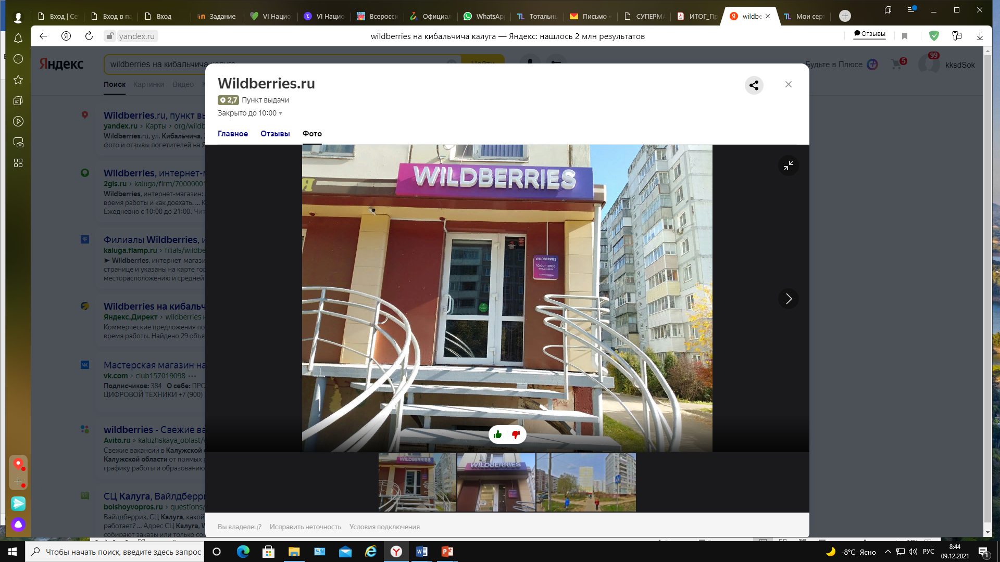 Вход | Се
Вход в па
Вход
Задание
VI Нацио
VI Нацио
Всеросси
Официал
WhatsApp
Тотальны
Письмо «
СУПЕРМА
ИТОГ_Пр
wildbe
Мои серт
yandex.ru
wildberries на кибальчича калуга — Яндекс: нашлось 2 млн результатов
Отзывы
Яндекс
wildberries на кибальчича калуга
Найти
Будьте в Плюсе
5
99
kksdSok
Поиск
Картинки
Видео
Wildberries.ru, пункт вы
yandex.ru › Карты › org/wildb
Wildberries.ru, ул. Кибальчича, 2
фото и отзывы посетителей на Я
Wildberries, интернет-м
2gis.ru › kaluga/firm/70000001
Wildberries, интернет-магазин:
время работы и как доехать. ... К
Ежедневно с 10:00 до 21:00. Чит
Филиалы Wildberries, и
kaluga.flamp.ru › filials/wildbe
► Wildberries, интернет-магази
странице и указаны на карте гор
месторасположению и средней
Wildberries на кибальч
Яндекс.Директ › wildberries н
Коммерческие предложения по
время работы. Найдено 29 объя
Мастерская магазин на
vk.com › club157019098
Подписчиков: 384 О себе: ПРО
ЦИФРОВОЙ ТЕХНИКИ +7 (900)
wildberries - Свежие ва
Avito.ru › kaluzhskaya_oblast/v
Свежие вакансии в Калужской о
Калужской области от прямых р
графику работы и образованию
СЦ Калуга, Вайлдберри
bolshoyvopros.ru › questions/
Вайлдберриз, СЦ Калуга, какой
работает? ... Адрес СЦ Калуга, W
собирают заказы или только сор
Wildberries.ru
2,7 Пункт выдачи
Закрыто до 10:00
Главное
Отзывы
Фото
WILDBERRIES
Я
WILDBERRIES
10:00 - 21:00
ЕЖЕДНЕВНО
WILDBERRIES
WILDBERRIES
Вы владелец?
Исправить неточность
Условия подключения
Чтобы начать поиск, введите здесь запрос
-8°C Ясно
РУС
8:44
09.12.2021
1